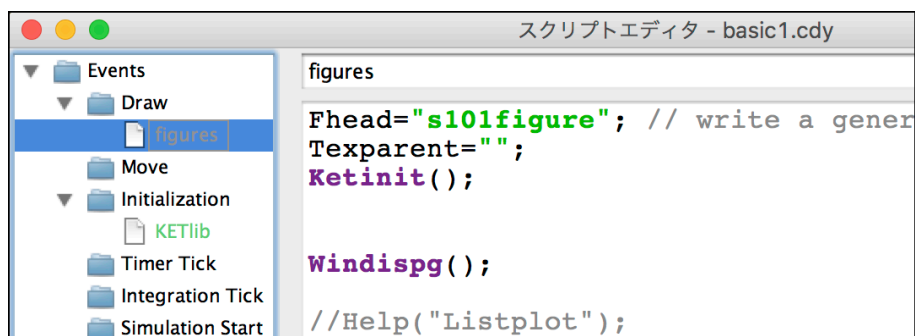 スクリプトエディタ - basic1.cdy
Events
Draw
figures
Move
Initialization
KETlib
Timer Tick
Integration Tick
Simulation Start
figures
Fhead="s101figure"; // write a gener
Texparent="";
Ketinit();
Windispg();
//Help("Listplot");